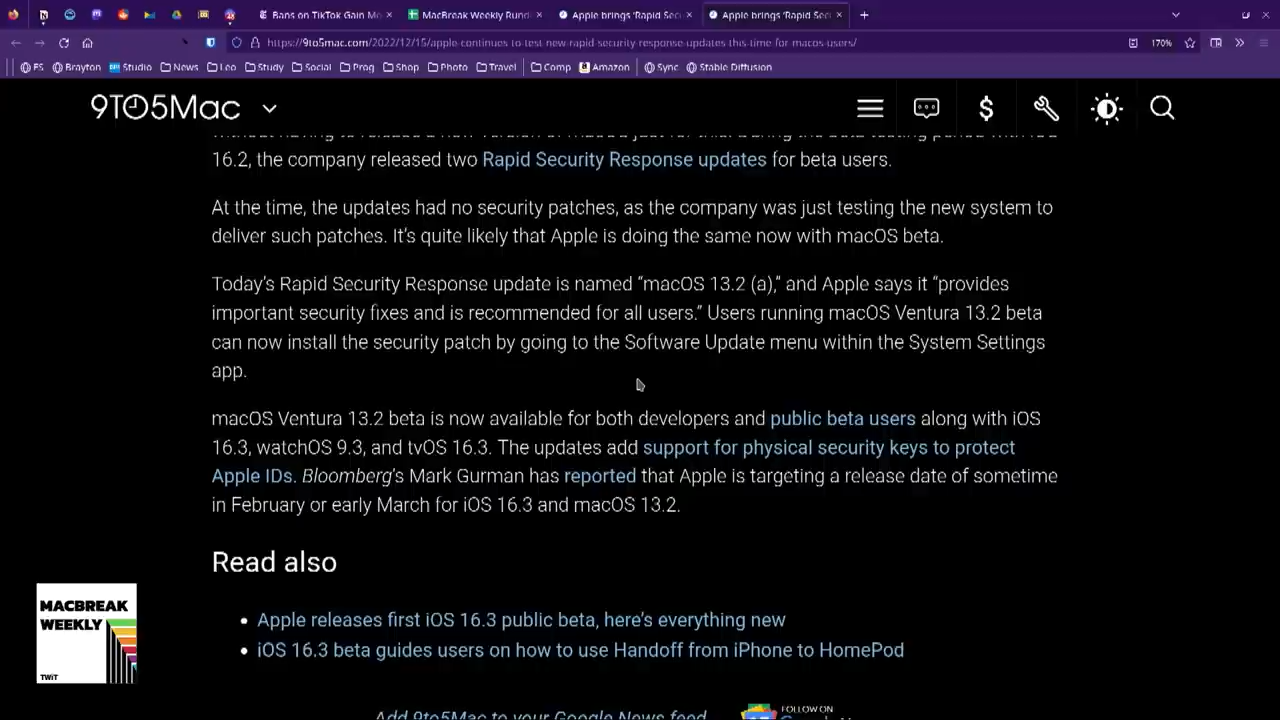 Bans on TikTok Gain Mo
MacBreak Weekly Rund
Apple brings 'Rapid Sec
Apple brings 'Rapid Sec
https://9to5mac.com/2022/12/15/apple-continues-to-test-new-rapid-security-response-updates-this-time-for-macos-users/
170%
FS Brayton Studio News Leo Study Social Prog Shop Photo Travel Comp Amazon Sync Stable Diffusion
9TO5Mac
16.2, the company released two Rapid Security Response updates for beta users.
At the time, the updates had no security patches, as the company was just testing the new system to
deliver such patches. It's quite likely that Apple is doing the same now with macOS beta.
Today's Rapid Security Response update is named “macOS 13.2 (a),” and Apple says it “provides
important security fixes and is recommended for all users.” Users running macOS Ventura 13.2 beta
can now install the security patch by going to the Software Update menu within the System Settings
app.
macOS Ventura 13.2 beta is now available for both developers and public beta users along with iOS
16.3, watchOS 9.3, and tvOS 16.3. The updates add support for physical security keys to protect
Apple IDs. Bloomberg's Mark Gurman has reported that Apple is targeting a release date of sometime
in February or early March for iOS 16.3 and macOS 13.2.
Read also
• Apple releases first iOS 16.3 public beta, here's everything new
• iOS 16.3 beta guides users on how to use Handoff from iPhone to HomePod
MACBREAK
WEEKLY
TWiT
Add 9to5Mac to your Google News feed.
FOLLOW ON